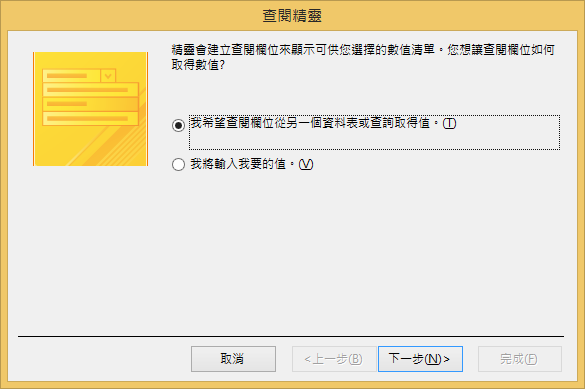 查閱精靈
精靈會建立查閱欄位來顯示可供您選擇的數值清單。您想讓查閱欄位如何
取得數值?
我希望查閱欄位從另一個資料表或查詢取得值。(T)
我將輸入我要的值。(V)
取消 <上一步(B) 下一步(N)> 完成(F)